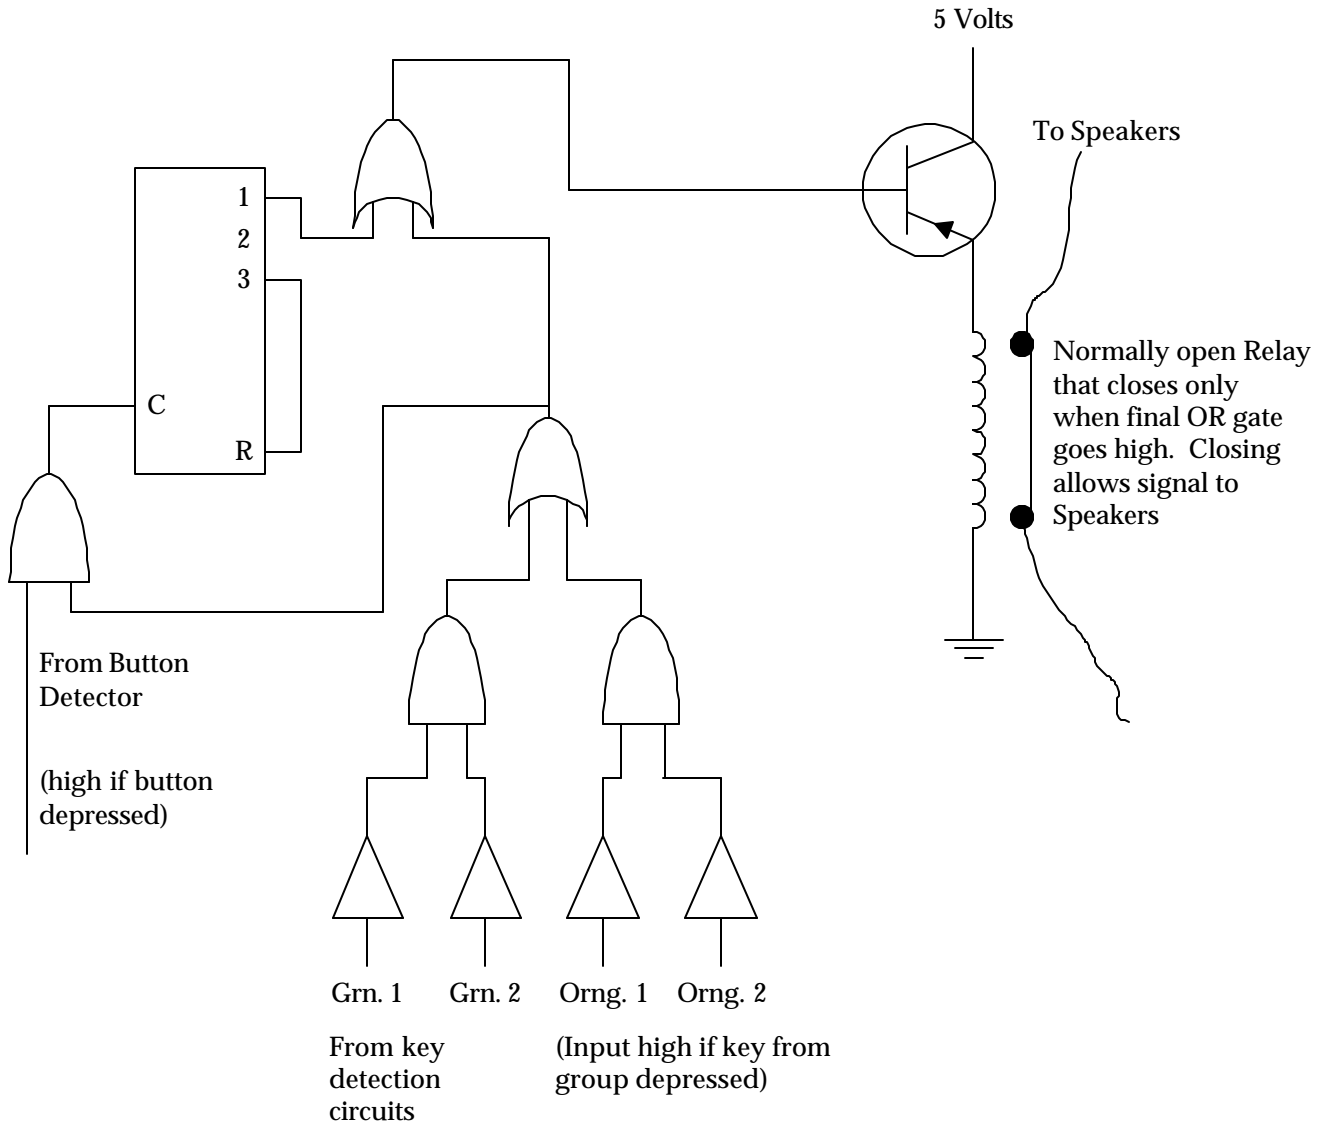 5 Volts
To Speakers
1
2
3
C
R
Normally open Relay
that closes only
when final OR gate
goes high.  Closing
allows signal to
Speakers
From Button
Detector
(high if button
depressed)
Grn. 1
Grn. 2
Orng. 1
Orng. 2
From key
detection
circuits
(Input high if key from
group depressed)